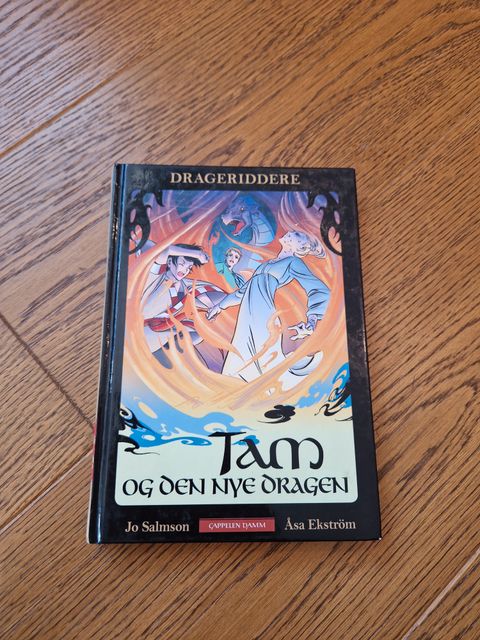 DRAGERIDDERE
TAM
OG DEN NYE DRAGEN
Jo Salmson CAPPELEN DAMM Åsa Ekström